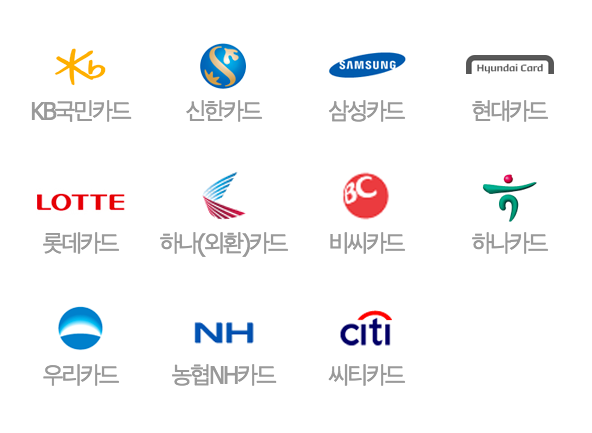 Kb
SAMSUNG
Hyundai Card
KB국민카드
신한카드
삼성카드
현대카드
LOTTE
BC
롯데카드
하나(외환)카드
비씨카드
하나카드
NH
citi
우리카드
농협NH카드
씨티카드